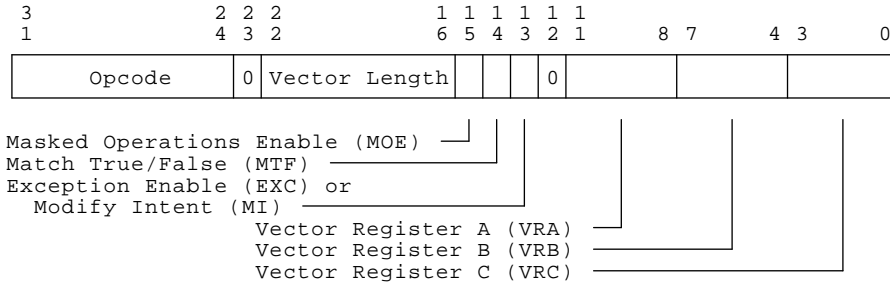 3 2 2 2 1 1 1 1 1 1
1 4 3 2 6 5 4 3 2 1 8 7 4 3 0
Opcode 0 Vector Length 0
Masked Operations Enable (MOE)
Match True/False (MTF)
Exception Enable (EXC) or
Modify Intent (MI)
Vector Register A (VRA)
Vector Register B (VRB)
Vector Register C (VRC)